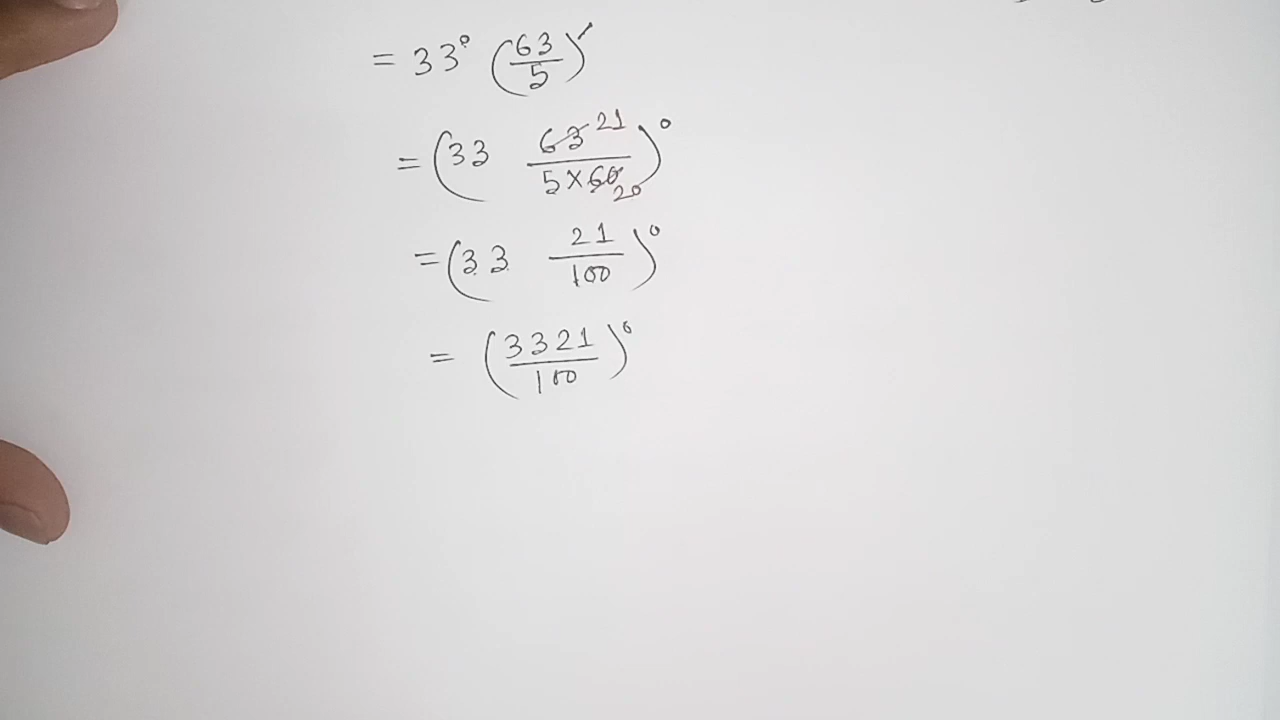 = 33° (63/5)′
= (33 63 21/5×60 20)°
= (33 21/100)°
= (3321/100)°